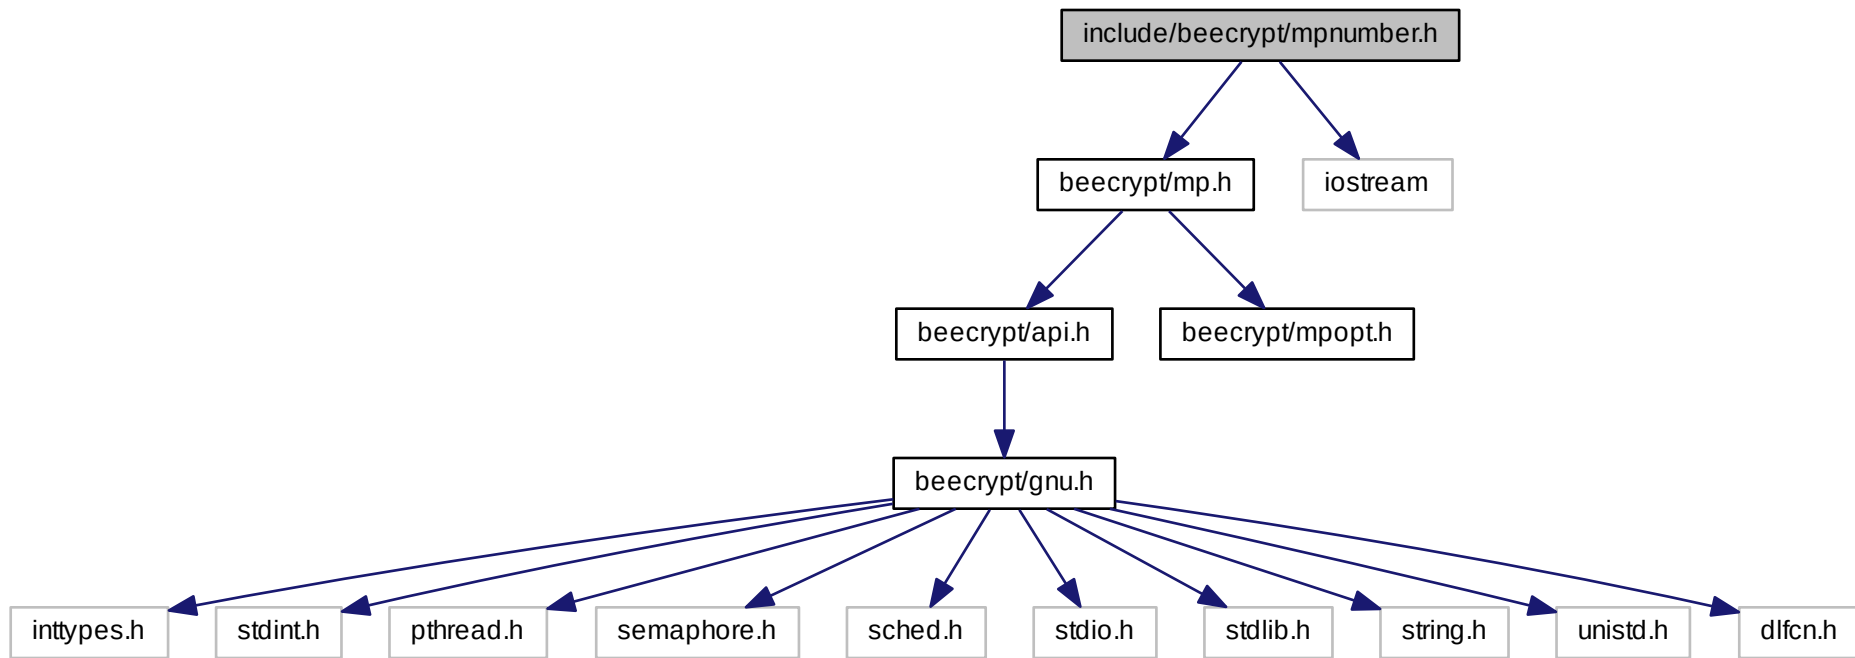 include/beecrypt/mpnumber.h
beecrypt/mp.h
iostream
beecrypt/api.h
beecrypt/mpopt.h
beecrypt/gnu.h
inttypes.h
stdint.h
pthread.h
semaphore.h
sched.h
stdio.h
stdlib.h
string.h
unistd.h
dlfcn.h